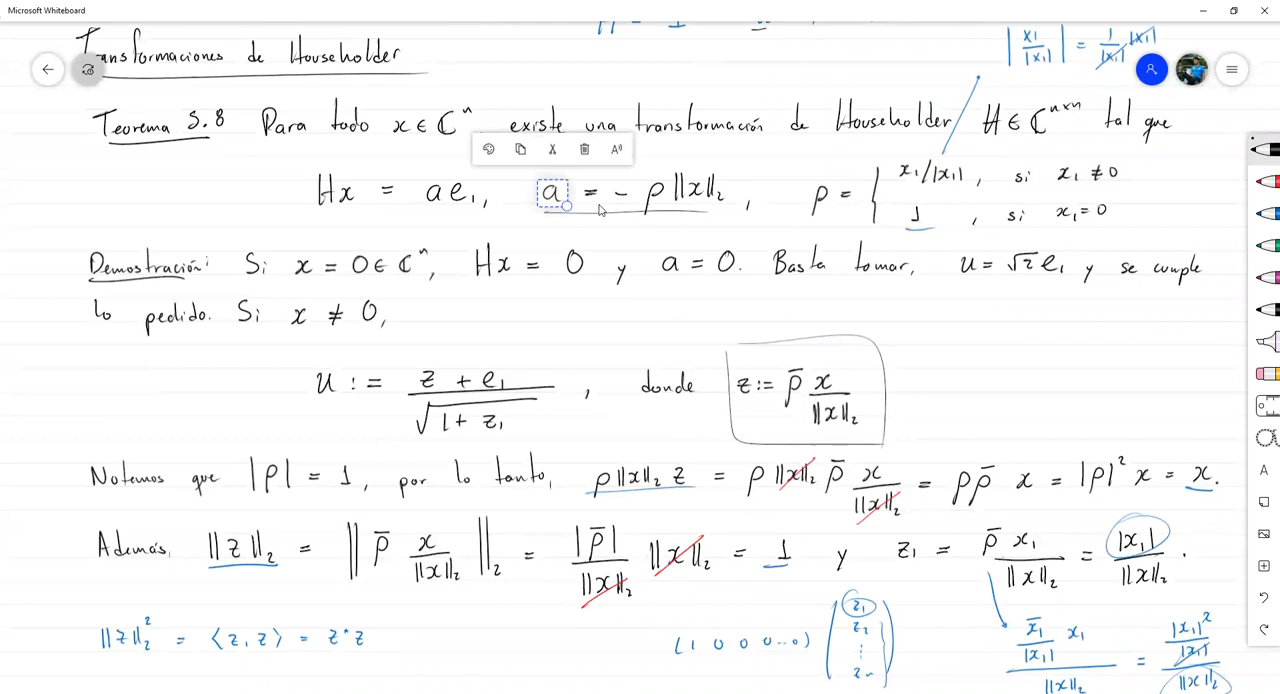 Microsoft Whiteboard
Transformaciones de Householder
|x₁/|x₁|| = 1/|x₁| |x₁|
Teorema 5.8 Para todo x ∈ ℂⁿ existe una transformación de Householder H ∈ ℂⁿˣⁿ tal que
Hx = ae₁, a = - ρ ||x||₂, ρ = { x₁/|x₁|, si x₁ ≠ 0
1, si x₁ = 0
Demostración: Si x = 0 ∈ ℂⁿ, Hx = 0 y a = 0. Basta tomar, u = √2 e₁ y se cumple
lo pedido. Si x ≠ 0,
u := (z + e₁)/√(1 + z₁), donde z := ρ̄ x/||x||₂
Notemos que |ρ| = 1, por lo tanto, ρ||x||₂ z = ρ ||x||₂ ρ̄ x/||x||₂ = ρρ̄ x = |ρ|² x = x.
Además, ||z||₂ = || ρ̄ x/||x||₂ ||₂ = |ρ̄|/||x||₂ ||x||₂ = 1 y z₁ = ρ̄ x₁/||x||₂ = |x₁|/||x||₂.
||z||₂² = ⟨z, z⟩ = z*z
(1 0 0 0...0) (z₁ z₂ ⋮ zₙ)
(x̄₁/|x₁| x₁)/||x||₂ = (|x₁|²/|x₁|)/||x||₂